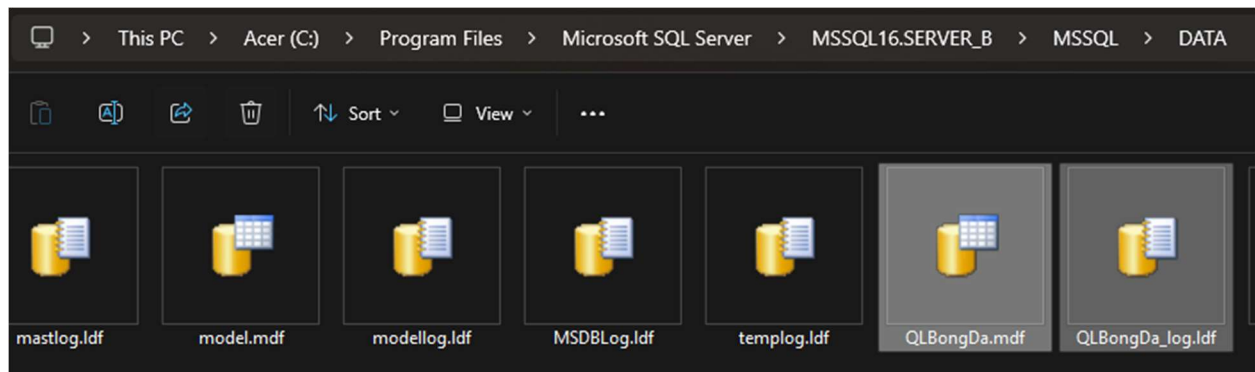 This PC > Acer (C:) > Program Files > Microsoft SQL Server > MSSQL16.SERVER_B > MSSQL > DATA
Sort View
mastlog.ldf model.mdf modellog.ldf MSDBLog.ldf templog.ldf QLBongDa.mdf QLBongDa_log.ldf